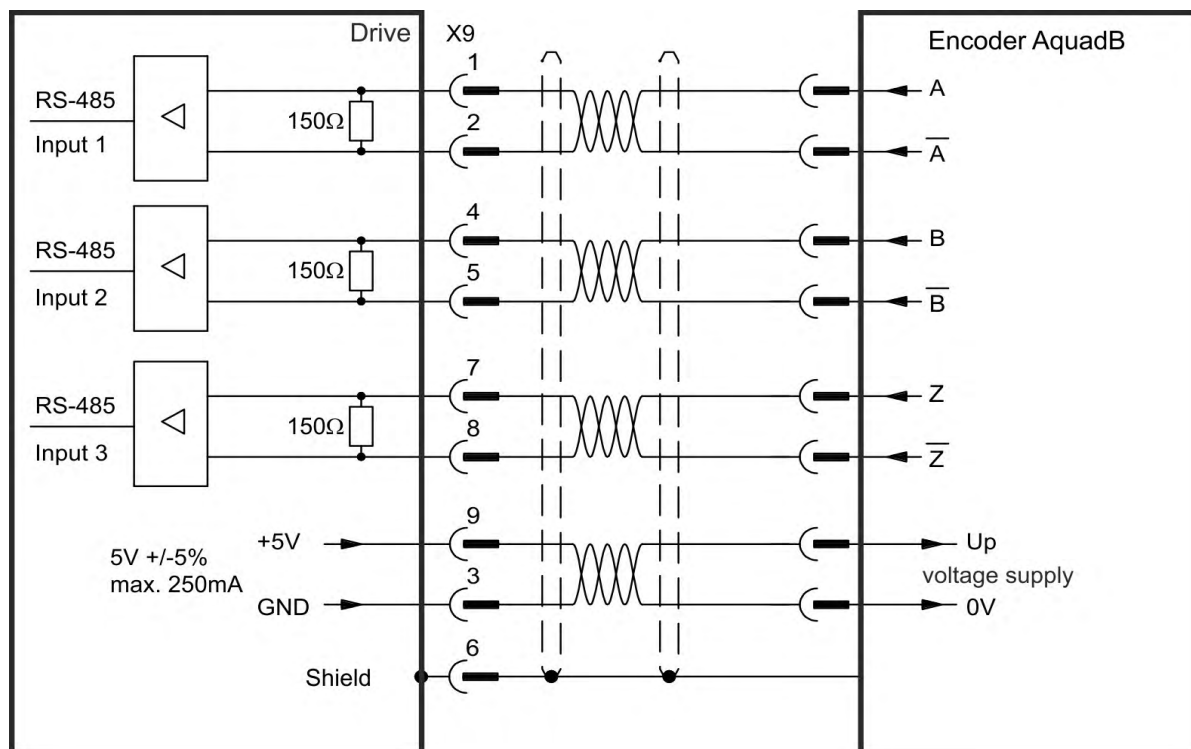 Drive
X9
Encoder AquadB
RS-485
Input 1
150Ω
1
2
A
A̅
RS-485
Input 2
150Ω
4
5
B
B̅
RS-485
Input 3
150Ω
7
8
Z
Z̅
5V +/-5%
max. 250mA
+5V
GND
9
3
Up
voltage supply
0V
Shield
6